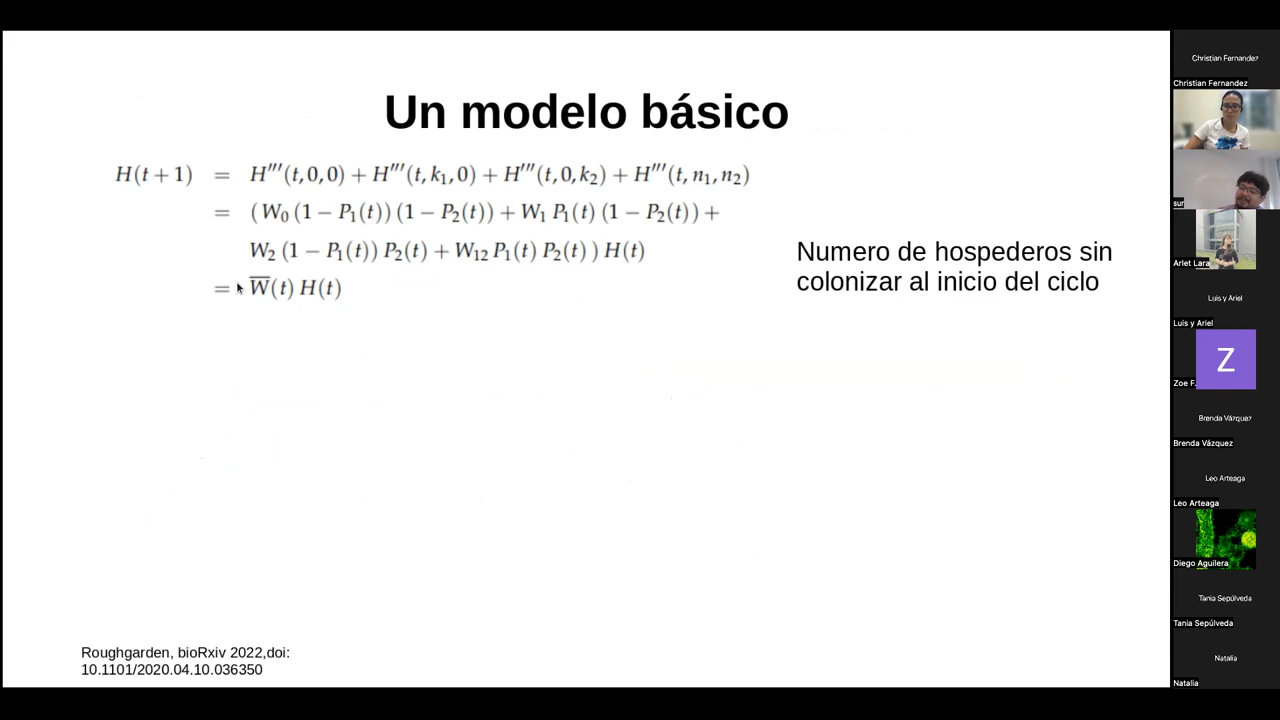 Un modelo básico
H(t + 1) = H‴(t, 0, 0) + H‴(t, k₁, 0) + H‴(t, 0, k₂) + H‴(t, n₁, n₂)
= ( W₀ (1 − P₁(t)) (1 − P₂(t)) + W₁ P₁(t) (1 − P₂(t)) +
W₂ (1 − P₁(t)) P₂(t) + W₁₂ P₁(t) P₂(t) ) H(t)
= W̅(t) H(t)
Numero de hospederos sin
colonizar al inicio del ciclo
Roughgarden, bioRxiv 2022,doi:
10.1101/2020.04.10.036350
Christian Fernandez
Christian Fernandez
sur
Arlet Lara
Luis y Ariel
Luis y Ariel
Z
Zoe F.
Brenda Vázquez
Brenda Vázquez
Leo Arteaga
Leo Arteaga
Diego Aguilera
Tania Sepúlveda
Tania Sepúlveda
Natalia
Natalia